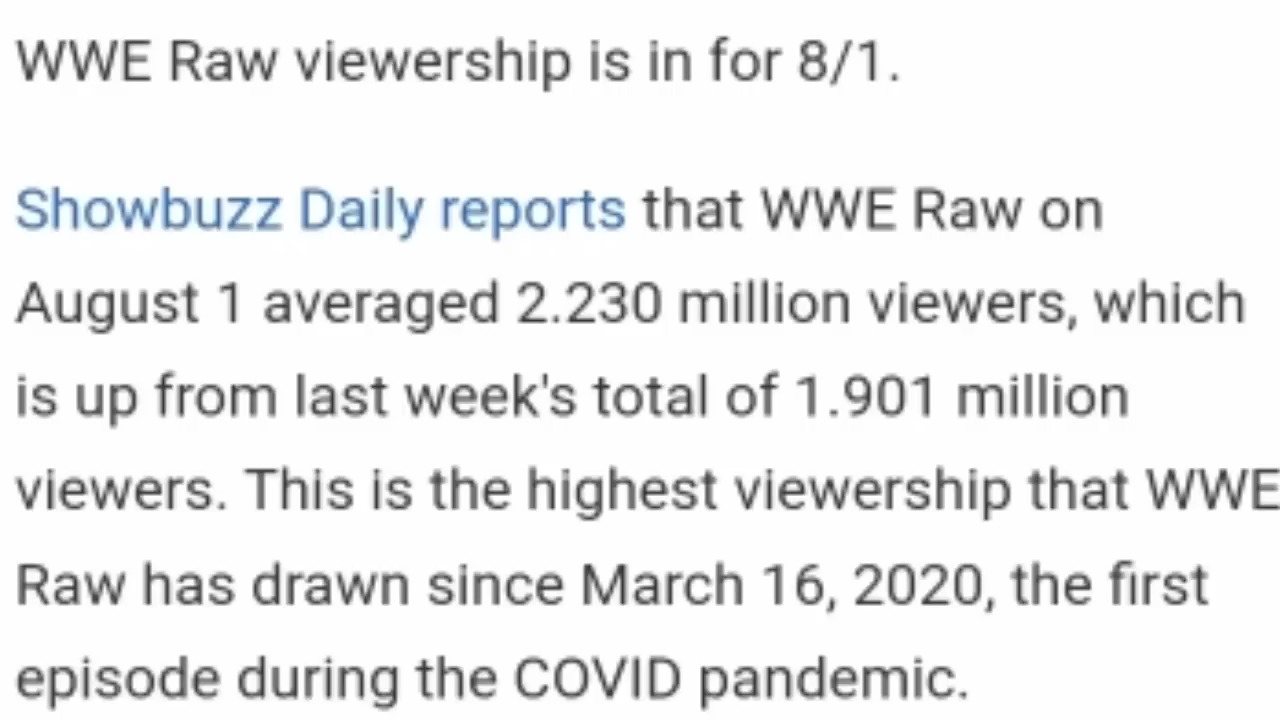 WWE Raw viewership is in for 8/1.
Showbuzz Daily reports that WWE Raw on
August 1 averaged 2.230 million viewers, which
is up from last week's total of 1.901 million
viewers. This is the highest viewership that WWE
Raw has drawn since March 16, 2020, the first
episode during the COVID pandemic.